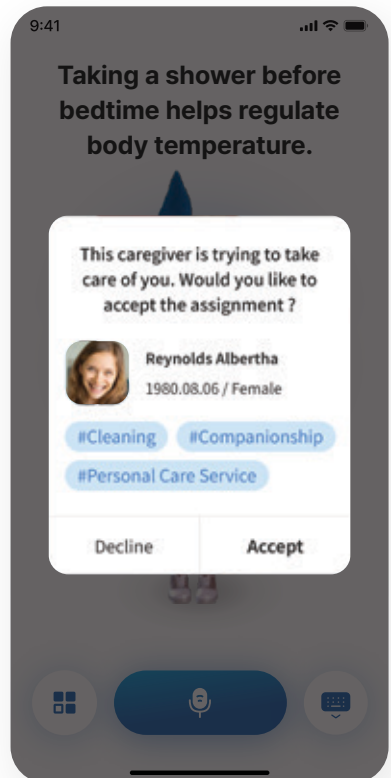 9:41
Taking a shower before
bedtime helps regulate
body temperature.
This caregiver is trying to take
care of you. Would you like to
accept the assignment ?
Reynolds Albertha
1980.08.06 / Female
#Cleaning #Companionship
#Personal Care Service
Decline Accept